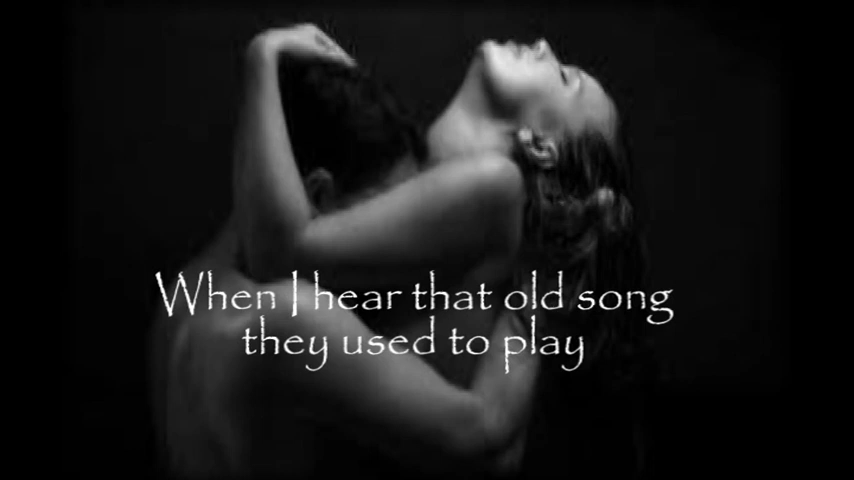 When I hear that old song
they used to play